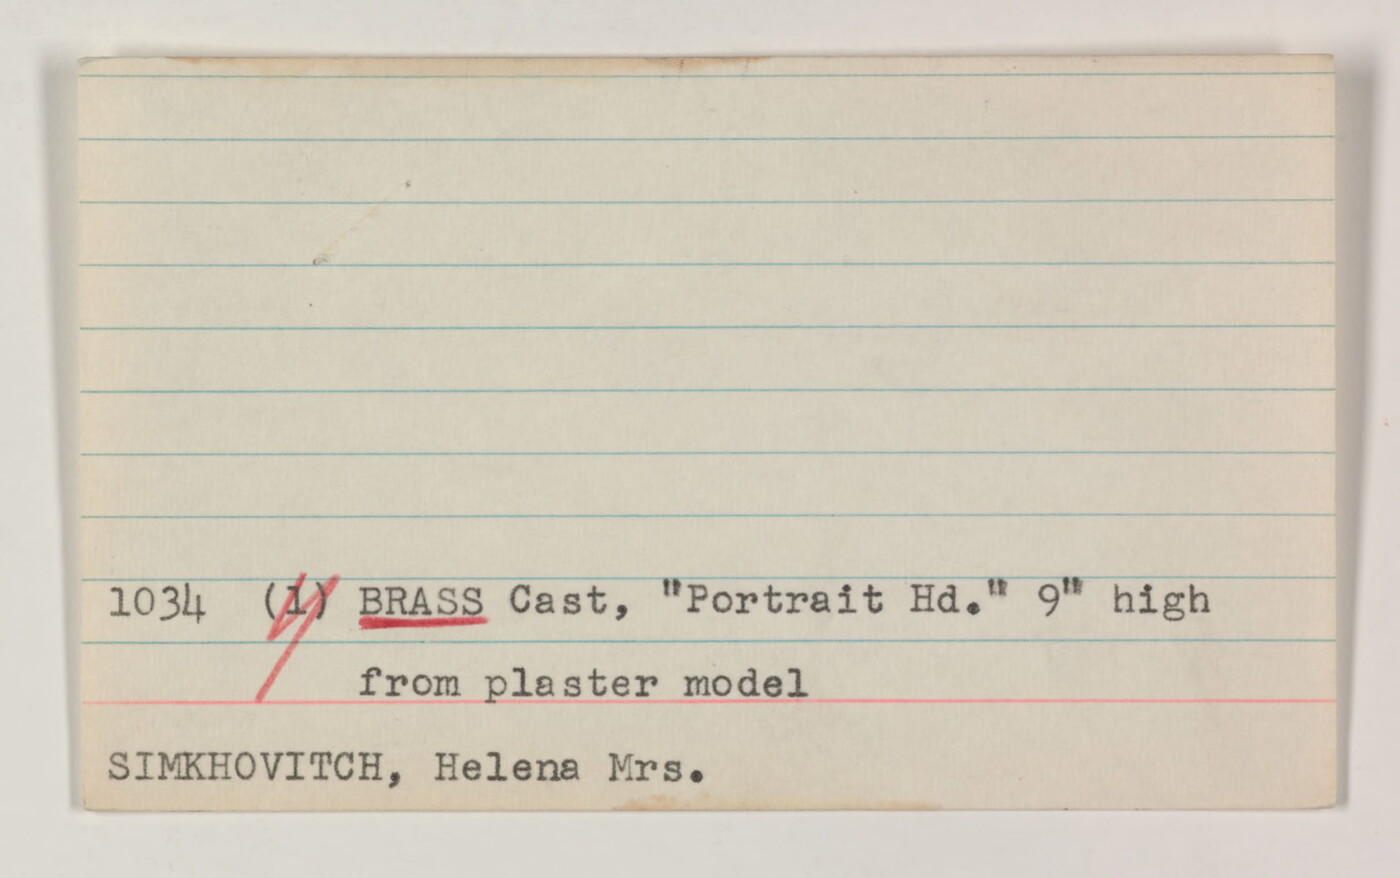 1034 (1) BRASS Cast, "Portrait Hd." 9" high
from plaster model
SIMKHOVITCH, Helena Mrs.